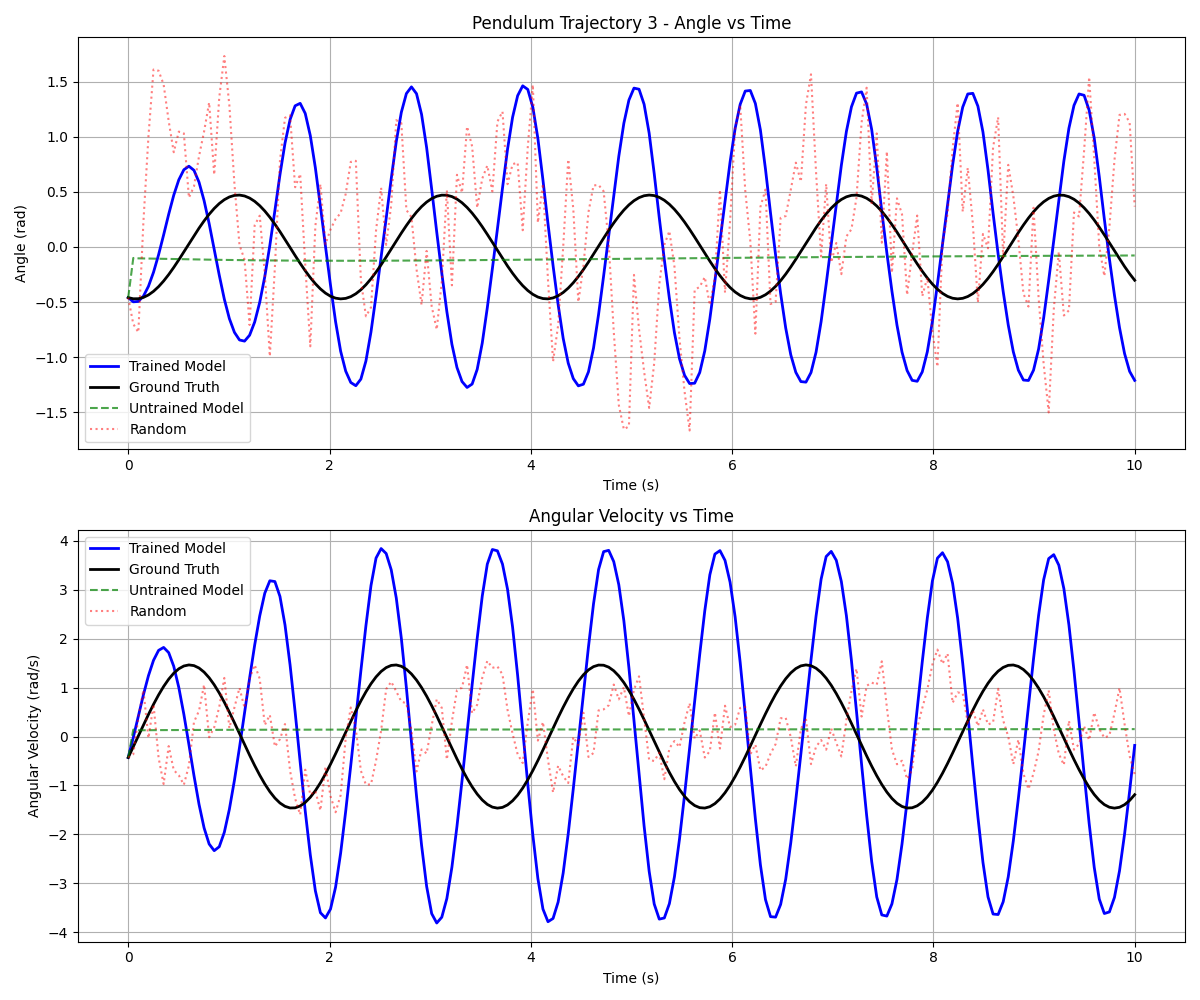 Pendulum Trajectory 3 - Angle vs Time
Angle (rad)
1.5
1.0
0.5
0.0
−0.5
−1.0
−1.5
Trained Model
Ground Truth
Untrained Model
Random
0 2 4 6 8 10
Time (s)
Angular Velocity vs Time
Angular Velocity (rad/s)
4
3
2
1
0
−1
−2
−3
−4
Trained Model
Ground Truth
Untrained Model
Random
0 2 4 6 8 10
Time (s)